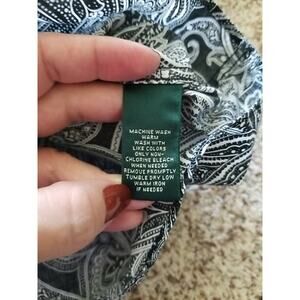 MACHINE WASH
WARM
WASH WITH
LIKE COLORS
ONLY NON-
CHLORINE BLEACH
WHEN NEEDED
REMOVE PROMPTLY
TUMBLE DRY LOW
WARM IRON
IF NEEDED